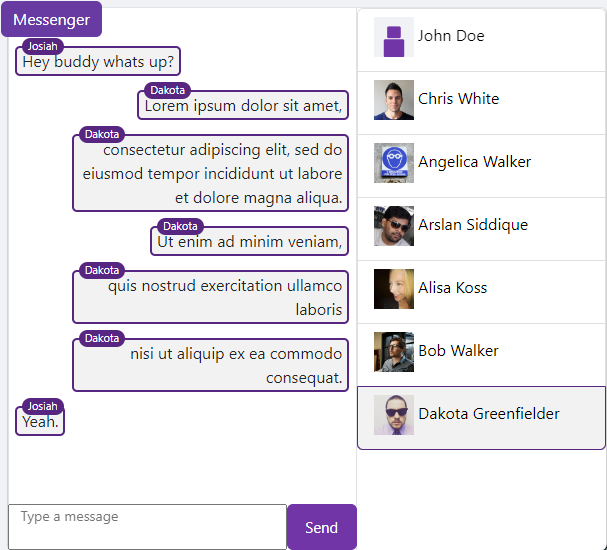 Messenger
Josiah
Hey buddy whats up?
Dakota
Lorem ipsum dolor sit amet,
Dakota
consectetur adipiscing elit, sed do
eiusmod tempor incididunt ut labore
et dolore magna aliqua.
Dakota
Ut enim ad minim veniam,
Dakota
quis nostrud exercitation ullamco
laboris
Dakota
nisi ut aliquip ex ea commodo
consequat.
Josiah
Yeah.
Type a message
Send
John Doe
Chris White
Angelica Walker
Arslan Siddique
Alisa Koss
Bob Walker
Dakota Greenfielder